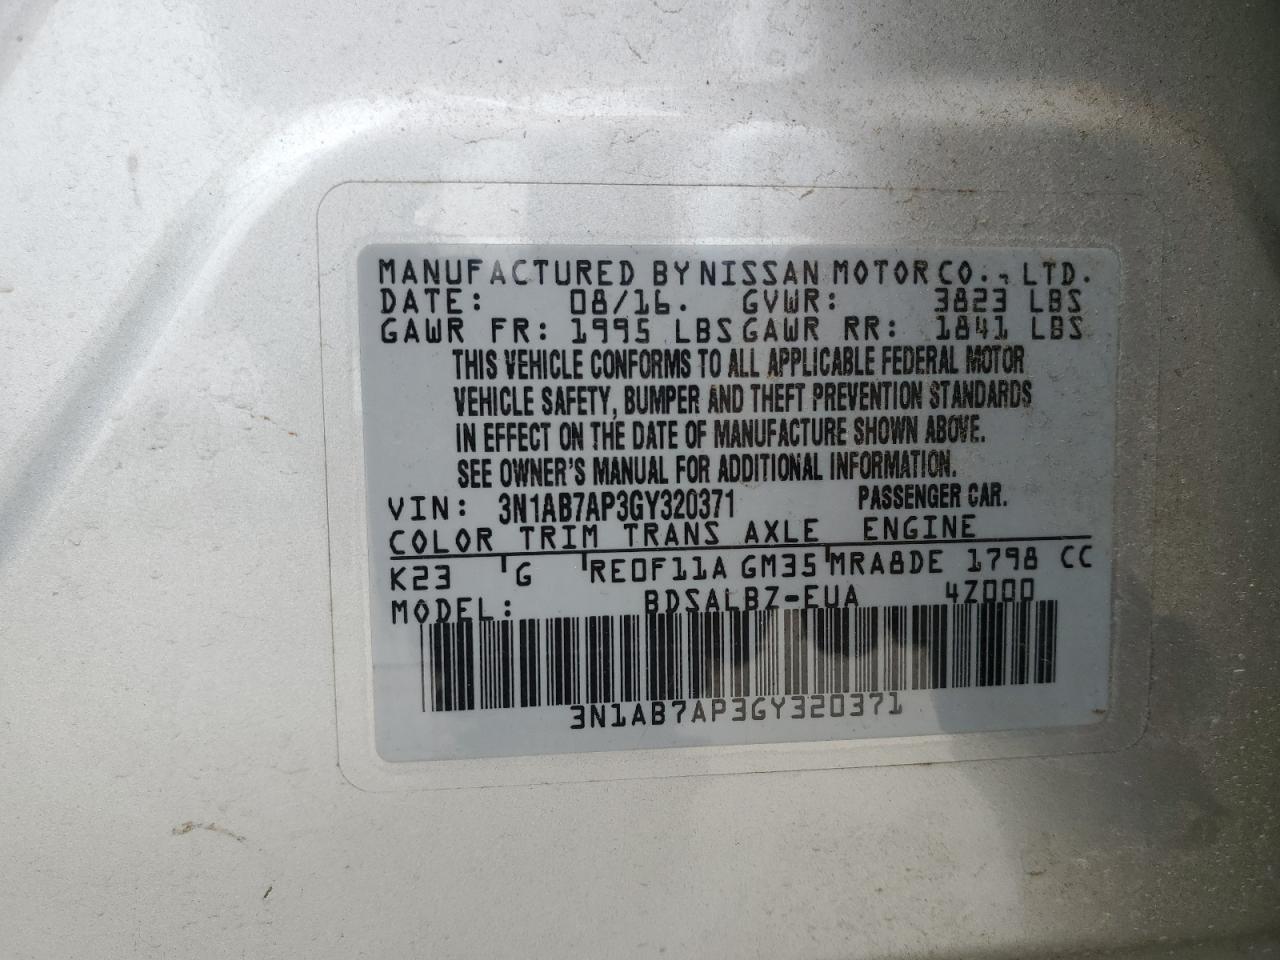 MANUFACTURED BY NISSAN MOTOR CO., LTD.
DATE: 08/16. GVWR: 3823 LBS
GAWR FR: 1995 LBS GAWR RR: 1841 LBS
THIS VEHICLE CONFORMS TO ALL APPLICABLE FEDERAL MOTOR
VEHICLE SAFETY, BUMPER AND THEFT PREVENTION STANDARDS
IN EFFECT ON THE DATE OF MANUFACTURE SHOWN ABOVE.
SEE OWNER'S MANUAL FOR ADDITIONAL INFORMATION.
VIN: 3N1AB7AP3GY320371 PASSENGER CAR.
COLOR TRIM TRANS AXLE ENGINE
K23 G RE0F11A GM35 MRA8DE 1798 CC
MODEL: BDSALBZ-EUA 4Z000
3N1AB7AP3GY320371